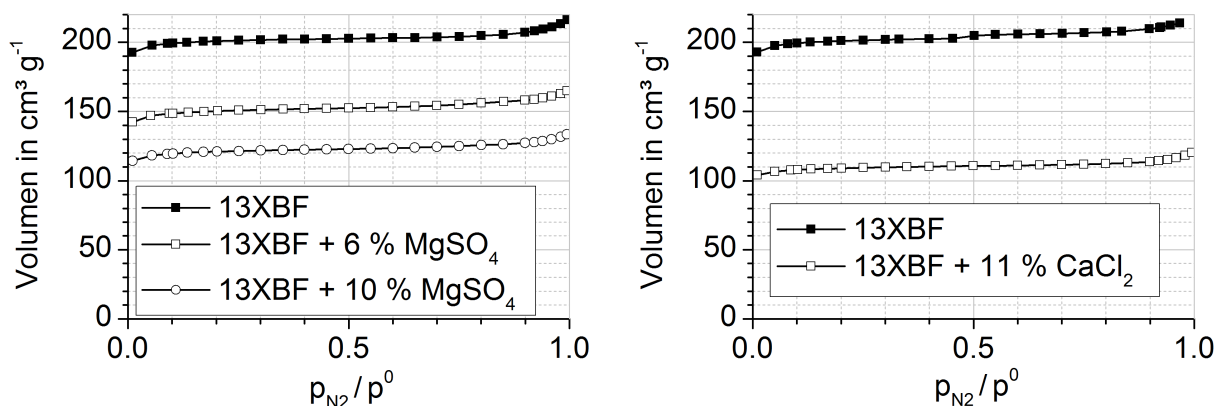 Volumen in cm³ g⁻¹
200
150
100
50
0
13XBF
13XBF + 6 % MgSO₄
13XBF + 10 % MgSO₄
0.0
0.5
1.0
p_N2 / p⁰
Volumen in cm³ g⁻¹
200
150
100
50
0
13XBF
13XBF + 11 % CaCl₂
0.0
0.5
1.0
p_N2 / p⁰